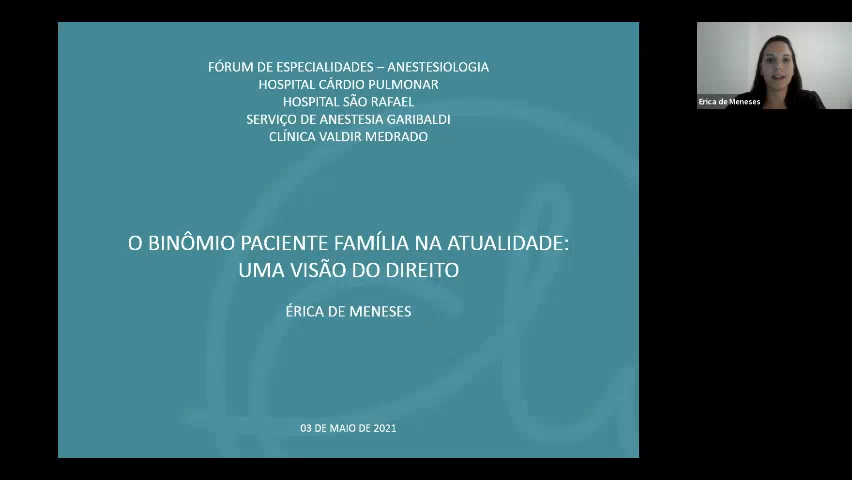 FÓRUM DE ESPECIALIDADES – ANESTESIOLOGIA
HOSPITAL CÁRDIO PULMONAR
HOSPITAL SÃO RAFAEL
SERVIÇO DE ANESTESIA GARIBALDI
CLÍNICA VALDIR MEDRADO
O BINÔMIO PACIENTE FAMÍLIA NA ATUALIDADE:
UMA VISÃO DO DIREITO
ÉRICA DE MENESES
03 DE MAIO DE 2021
Erica de Meneses